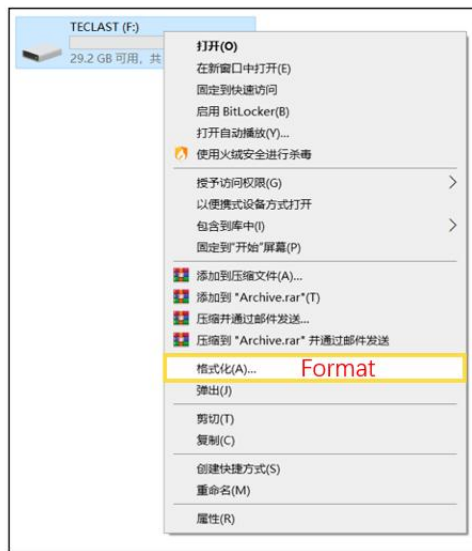 TECLAST (F:)
29.2 GB 可用，共
打开(O)
在新窗口中打开(E)
固定到快速访问
启用 BitLocker(B)
打开自动播放(Y)...
使用火绒安全进行杀毒
授予访问权限(G)
以便携式设备方式打开
包含到库中(I)
固定到"开始"屏幕(P)
添加到压缩文件(A)...
添加到 "Archive.rar"(T)
压缩并通过邮件发送...
压缩到 "Archive.rar" 并通过邮件发送
格式化(A)... Format
弹出(J)
剪切(T)
复制(C)
创建快捷方式(S)
重命名(M)
属性(R)